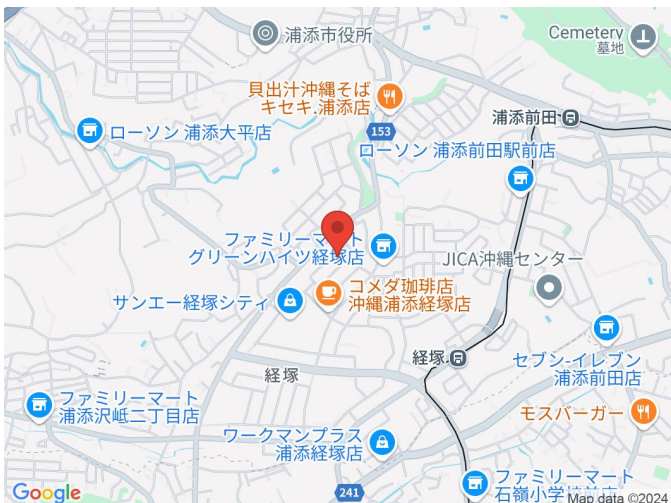 浦添市役所
Cemetery
墓地
貝出汁沖縄そば
キセキ.浦添店
浦添前田
153
ローソン 浦添大平店
ローソン 浦添前田駅前店
ファミリーマート
グリーンハイツ経塚店
JICA沖縄センター
コメダ珈琲店
沖縄浦添経塚店
サンエー経塚シティ
経塚
セブン-イレブン
浦添前田店
経塚
ファミリーマート
浦添沢岻二丁目店
モスバーガー
ワークマンプラス
浦添経塚店
241
ファミリーマート
Google
Map data ©2024